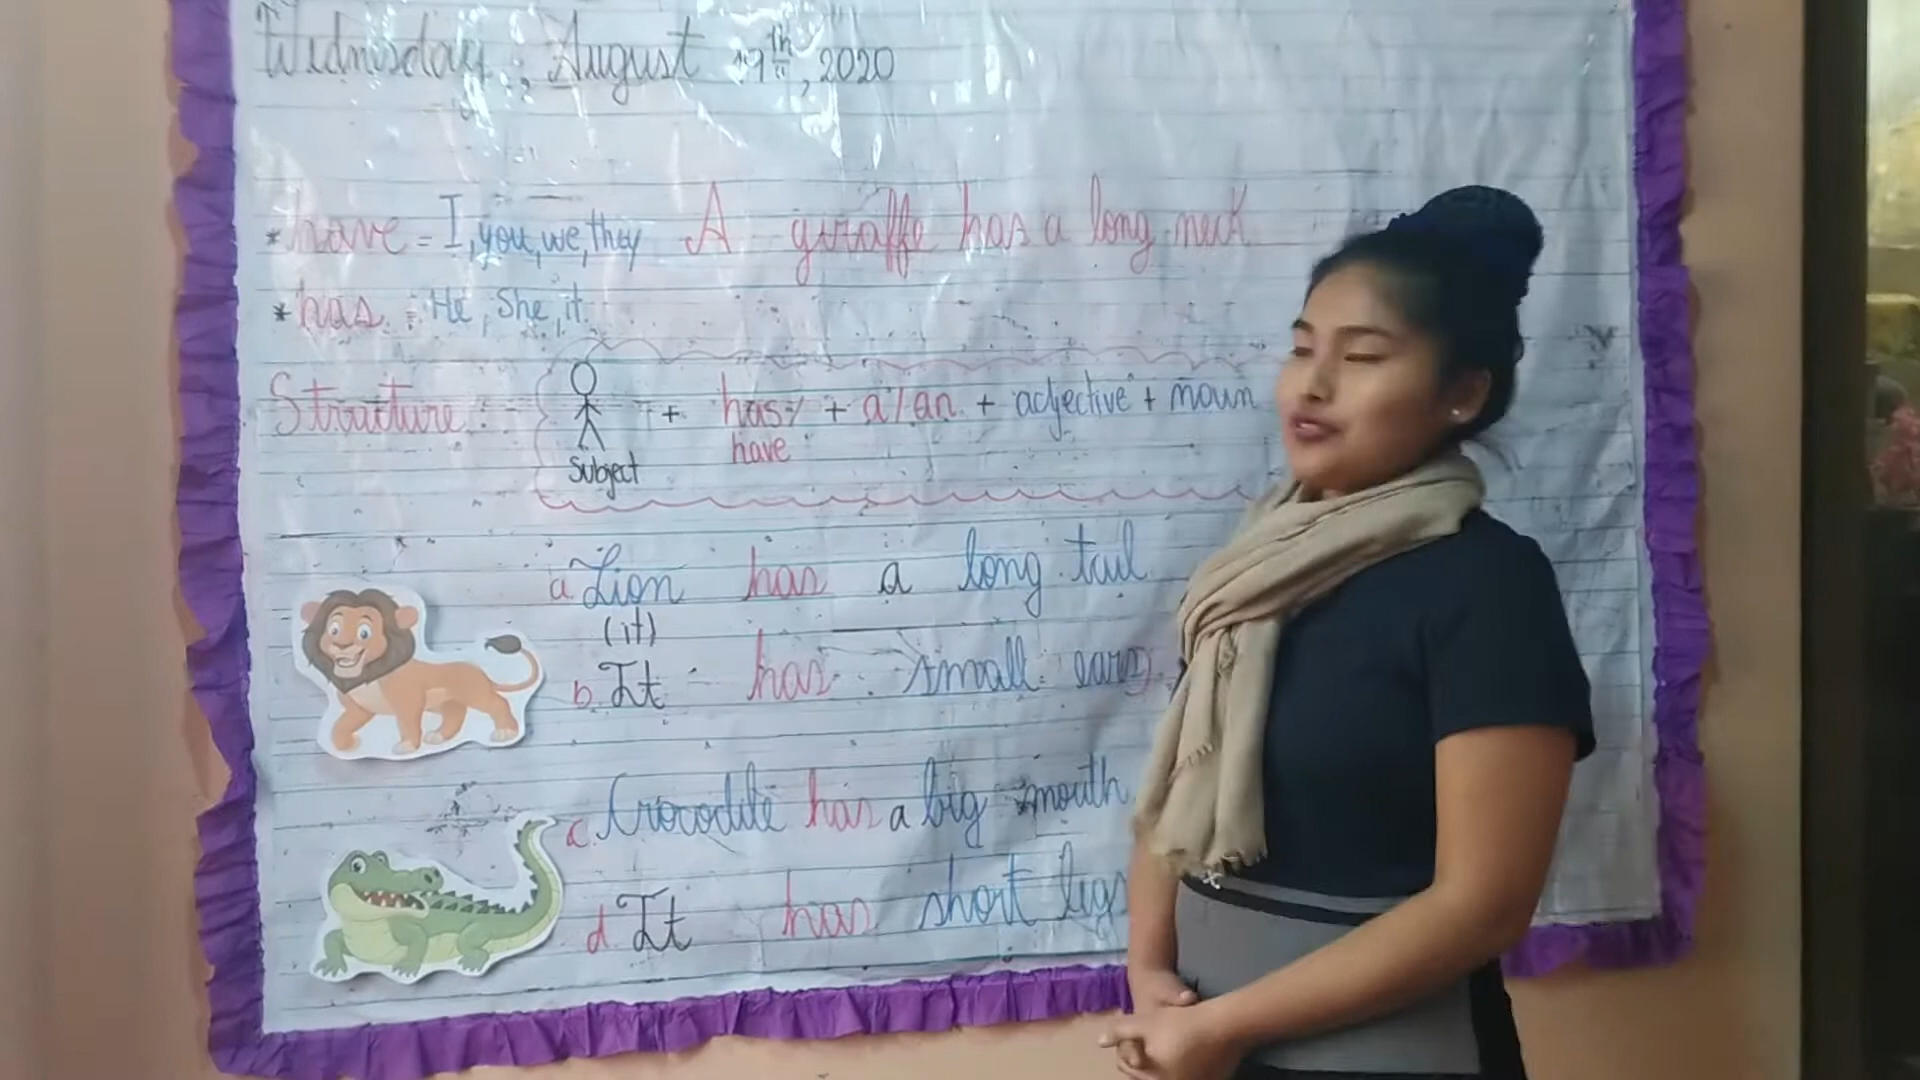 Wednesday, August 19th, 2020
* have = I, you, we, they A giraffe has a long neck
* has : He, She, it.
Structure : - Subject + has/have + a/an + adjective + noun
a. Lion has a long tail
(it)
b. It has small ears.
c. Crocodile has a big mouth
d. It has short legs